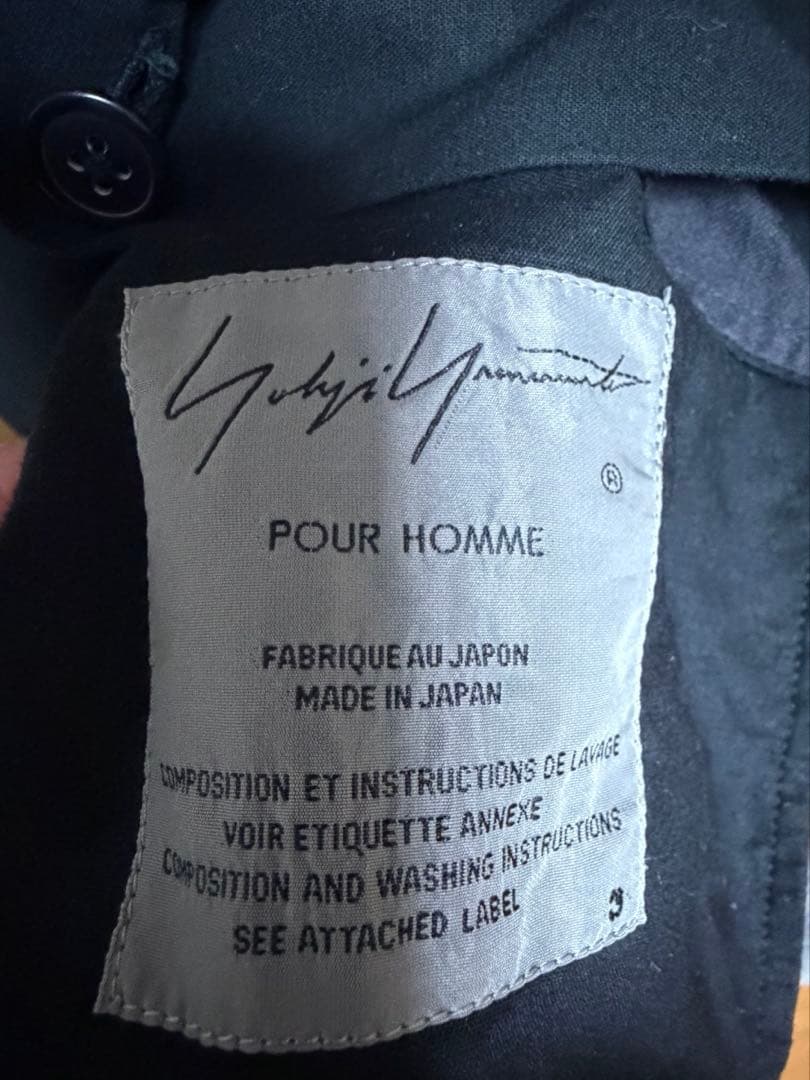 Yohji Yamamoto
®
POUR HOMME
FABRIQUE AU JAPON
MADE IN JAPAN
COMPOSITION ET INSTRUCTIONS DE LAVAGE
VOIR ETIQUETTE ANNEXE
COMPOSITION AND WASHING INSTRUCTIONS
SEE ATTACHED LABEL
3